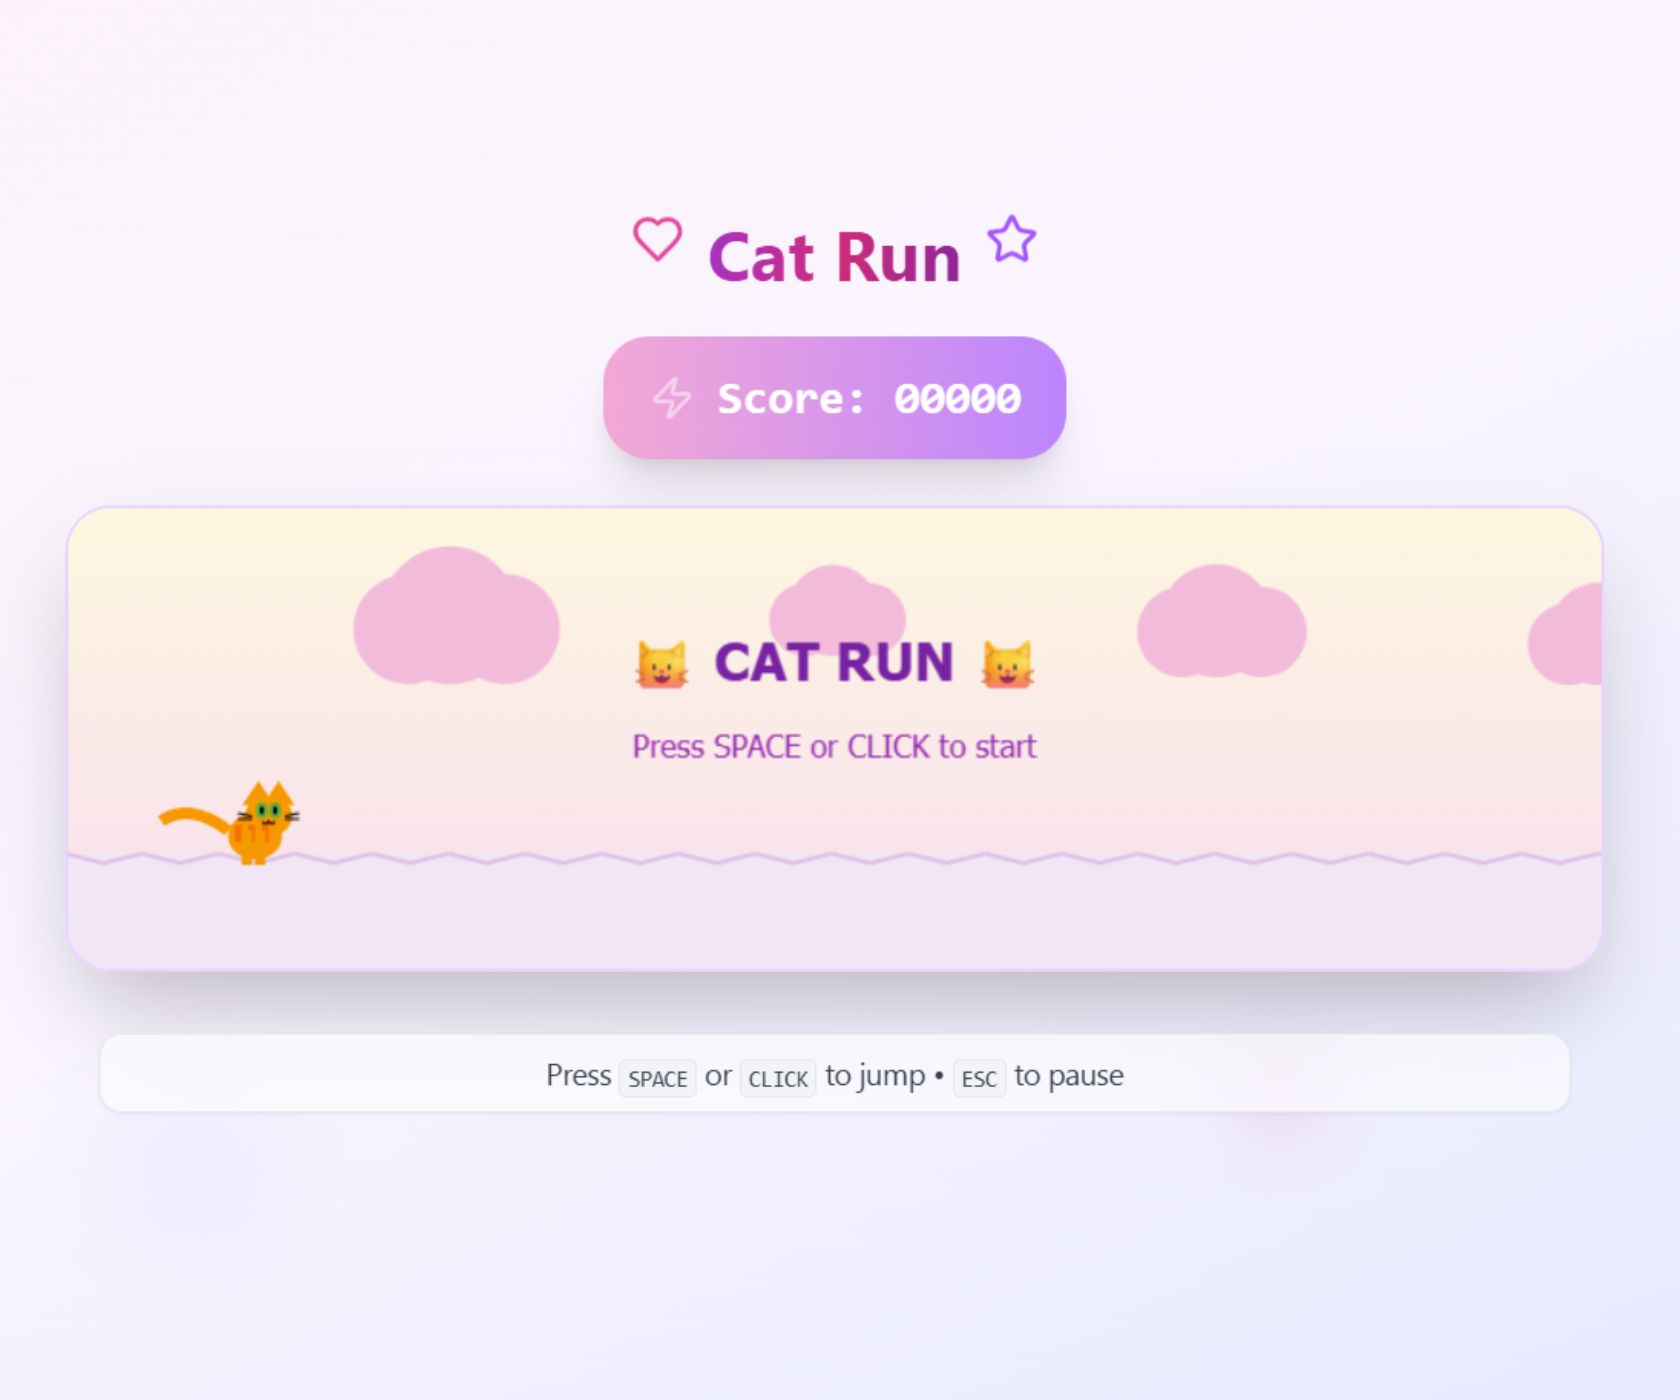 Cat Run
Score: 00000
CAT RUN
Press SPACE or CLICK to start
Press SPACE or CLICK to jump • ESC to pause